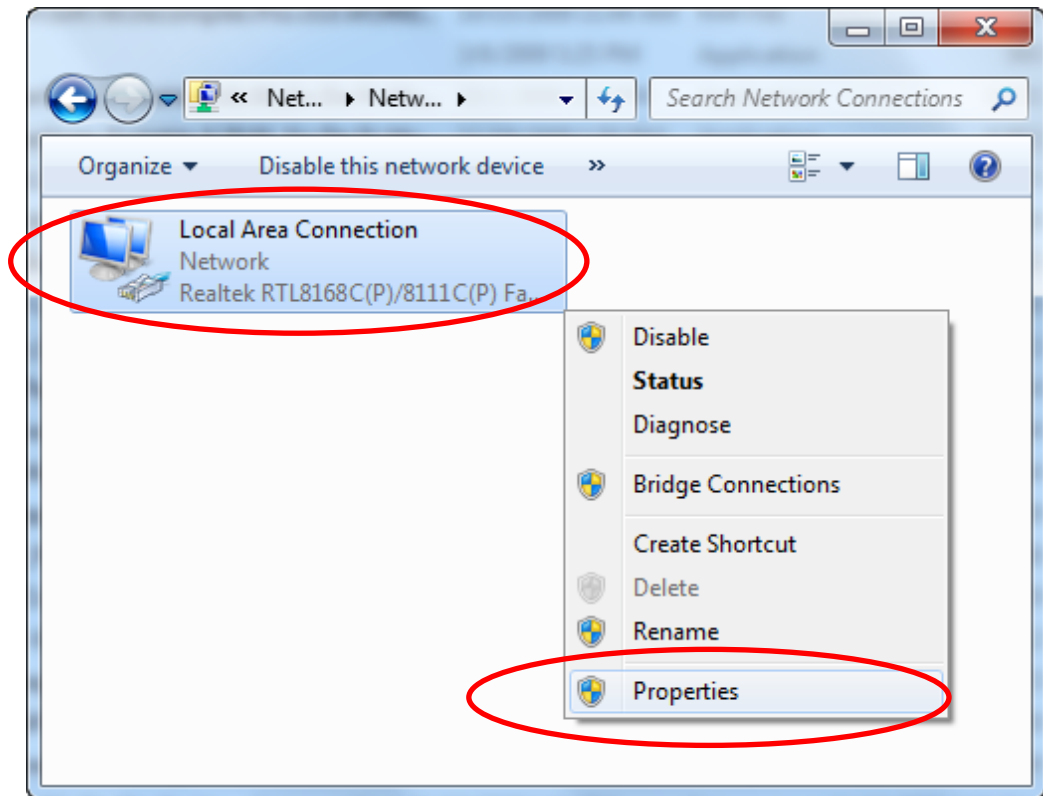 « Net... Netw...
Search Network Connections
Organize Disable this network device »
Local Area Connection
Network
Realtek RTL8168C(P)/8111C(P) Fa...
Disable
Status
Diagnose
Bridge Connections
Create Shortcut
Delete
Rename
Properties